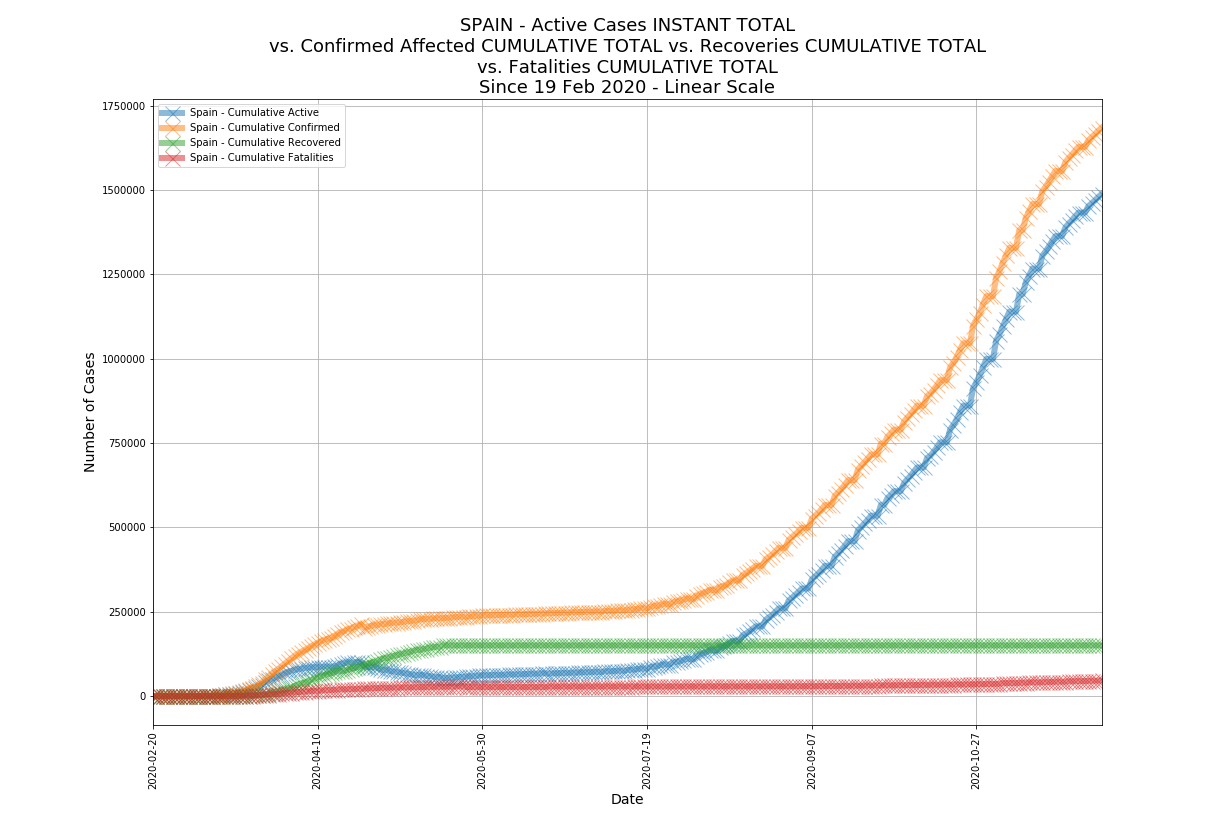 SPAIN - Active Cases INSTANT TOTAL
vs. Confirmed Affected CUMULATIVE TOTAL vs. Recoveries CUMULATIVE TOTAL
vs. Fatalities CUMULATIVE TOTAL
Since 19 Feb 2020 - Linear Scale
Spain - Cumulative Active
Spain - Cumulative Confirmed
Spain - Cumulative Recovered
Spain - Cumulative Fatalities
Number of Cases
1750000
1500000
1250000
1000000
750000
500000
250000
0
2020-02-20
2020-04-10
2020-05-30
2020-07-19
2020-09-07
2020-10-27
Date